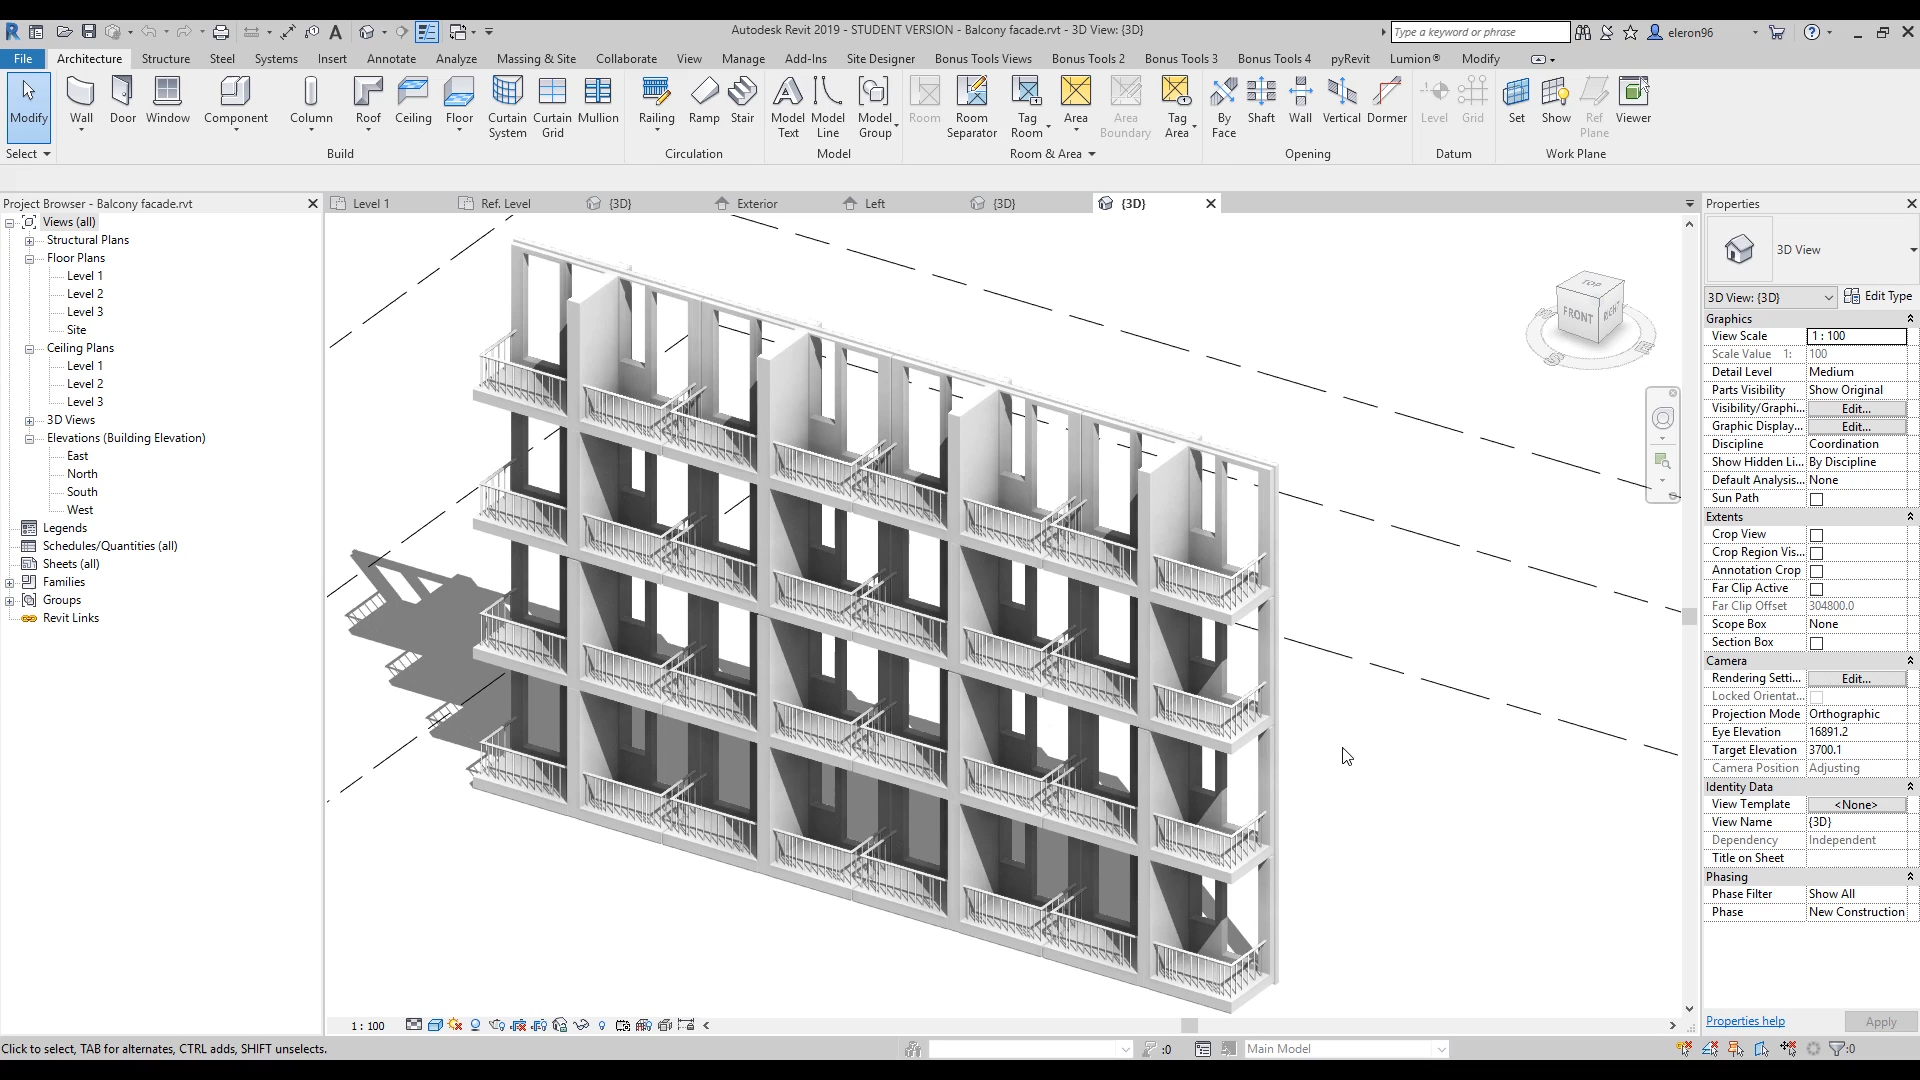 Autodesk Revit 2019 - STUDENT VERSION - Balcony facade.rvt - 3D View: {3D}
Type a keyword or phrase
eleron96
File Architecture Structure Steel Systems Insert Annotate Analyze Massing & Site Collaborate View Manage Add-Ins Site Designer Bonus Tools Views Bonus Tools 2 Bonus Tools 3 Bonus Tools 4 pyRevit Lumion® Modify
Modify Wall Door Window Component Column Roof Ceiling Floor Curtain System Curtain Grid Mullion Railing Ramp Stair Model Text Model Line Model Group Room Room Separator Tag Room Area Area Boundary Tag Area By Face Shaft Wall Vertical Dormer Level Grid Set Show Ref Plane Viewer
Select Build Circulation Model Room & Area Opening Datum Work Plane
Project Browser - Balcony facade.rvt
Level 1 Ref. Level {3D} Exterior Left {3D} {3D}
Views (all)
Structural Plans
Floor Plans
Level 1
Level 2
Level 3
Site
Ceiling Plans
Level 1
Level 2
Level 3
3D Views
Elevations (Building Elevation)
East
North
South
West
Legends
Schedules/Quantities (all)
Sheets (all)
Families
Groups
Revit Links
TOP
FRONT
RIGHT
S
E
Properties
3D View
3D View: {3D} Edit Type
Graphics
View Scale 1 : 100
Scale Value 1: 100
Detail Level Medium
Parts Visibility Show Original
Visibility/Graphi... Edit...
Graphic Display... Edit...
Discipline Coordination
Show Hidden Li... By Discipline
Default Analysis... None
Sun Path
Extents
Crop View
Crop Region Vis...
Annotation Crop
Far Clip Active
Far Clip Offset 304800.0
Scope Box None
Section Box
Camera
Rendering Setti... Edit...
Locked Orientat...
Projection Mode Orthographic
Eye Elevation 16891.2
Target Elevation 3700.1
Camera Position Adjusting
Identity Data
View Template <None>
View Name {3D}
Dependency Independent
Title on Sheet
Phasing
Phase Filter Show All
Phase New Construction
Properties help Apply
1 : 100
Click to select, TAB for alternates, CTRL adds, SHIFT unselects.
:0
Main Model
:0